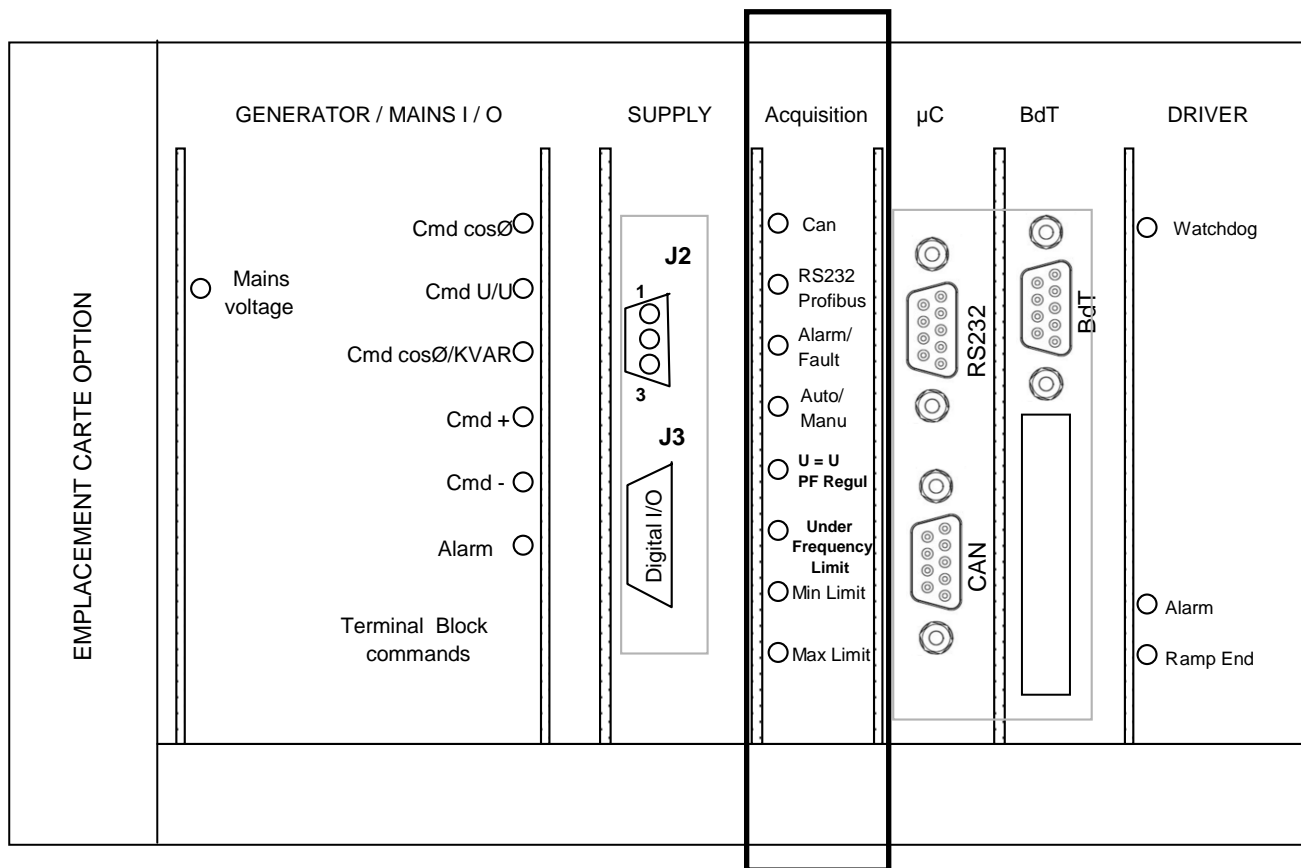 EMPLACEMENT CARTE OPTION
GENERATOR / MAINS I / O
Mains
voltage
Cmd cosØ
Cmd U/U
Cmd cosØ/KVAR
Cmd +
Cmd -
Alarm
Terminal Block
commands
SUPPLY
J2
1
3
J3
Digital I/O
Acquisition
Can
RS232
Profibus
Alarm/
Fault
Auto/
Manu
U = U
PF Regul
Under
Frequency
Limit
Min Limit
Max Limit
µC
RS232
CAN
BdT
BdT
DRIVER
Watchdog
Alarm
Ramp End